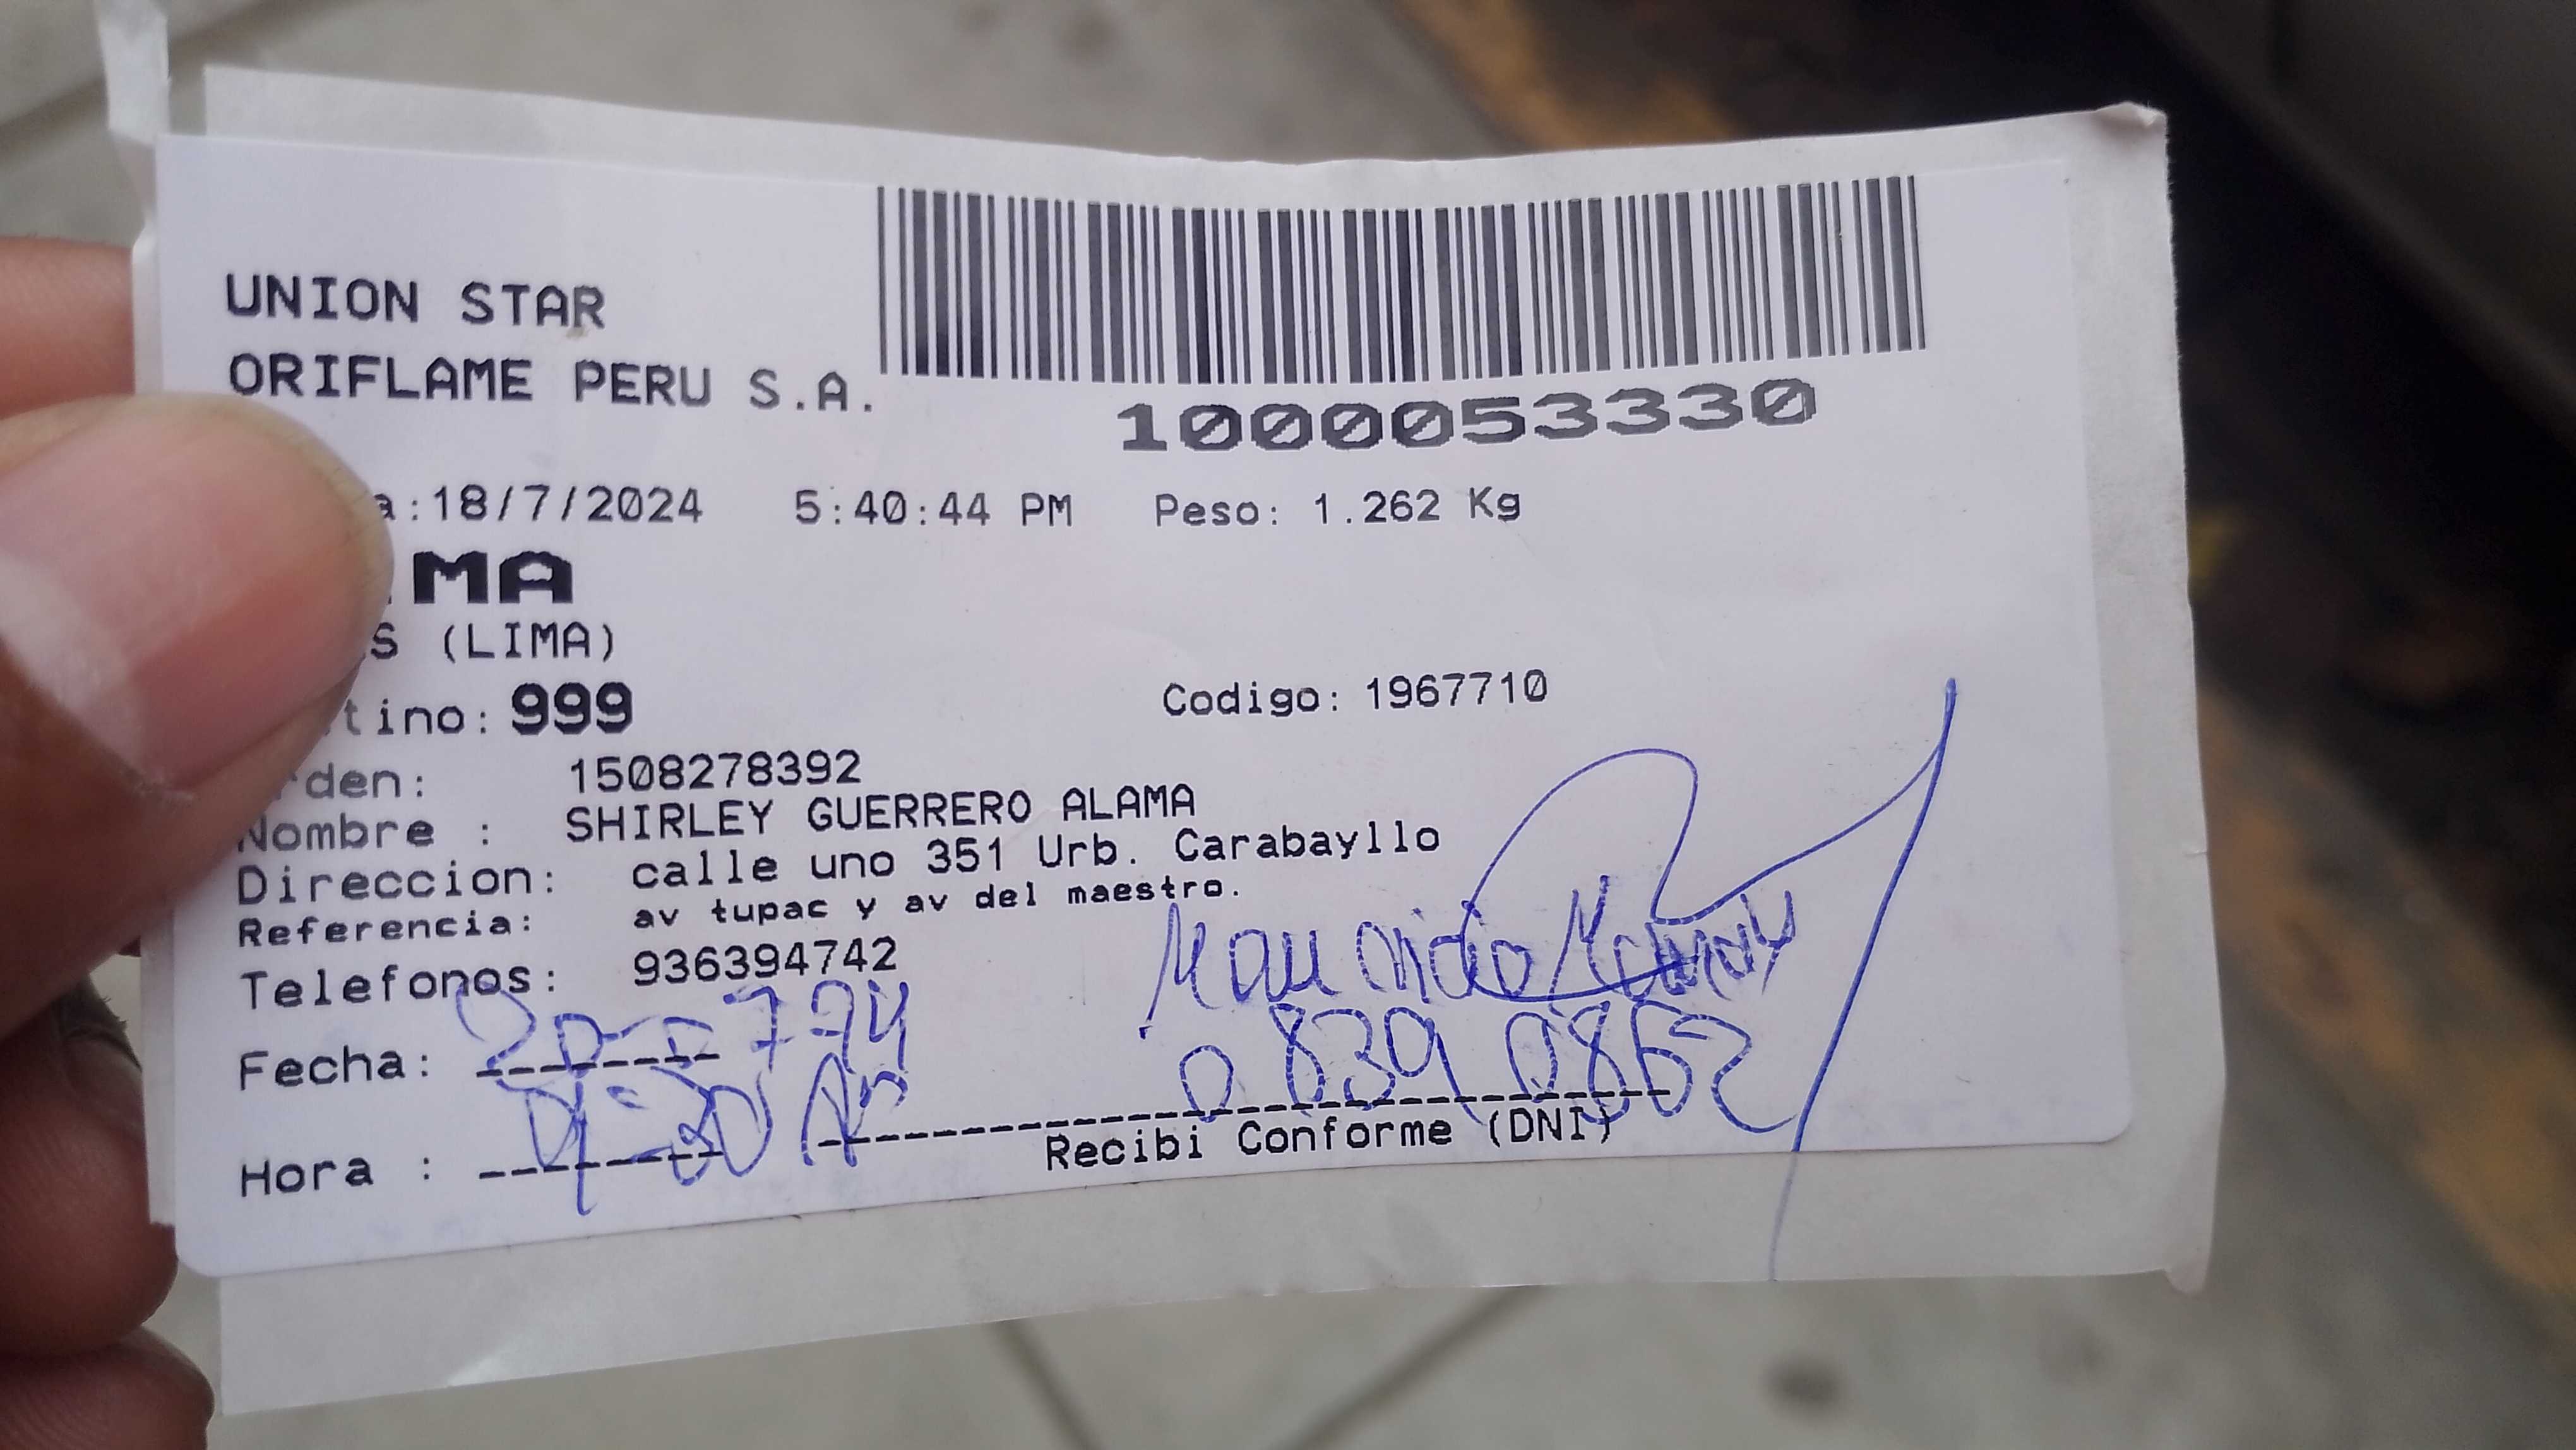 UNION STAR
ORIFLAME PERU S.A.
1000053330
a:18/7/2024 5:40:44 PM Peso: 1.262 Kg
MA
S (LIMA)
tino: 999 Codigo: 1967710
rden: 1508278392
Nombre : SHIRLEY GUERRERO ALAMA
Direccion: calle uno 351 Urb. Carabayllo
Referencia: av tupac y av del maestro.
Telefonos: 936394742
Fecha:
Hora :
Recibi Conforme (DNI)